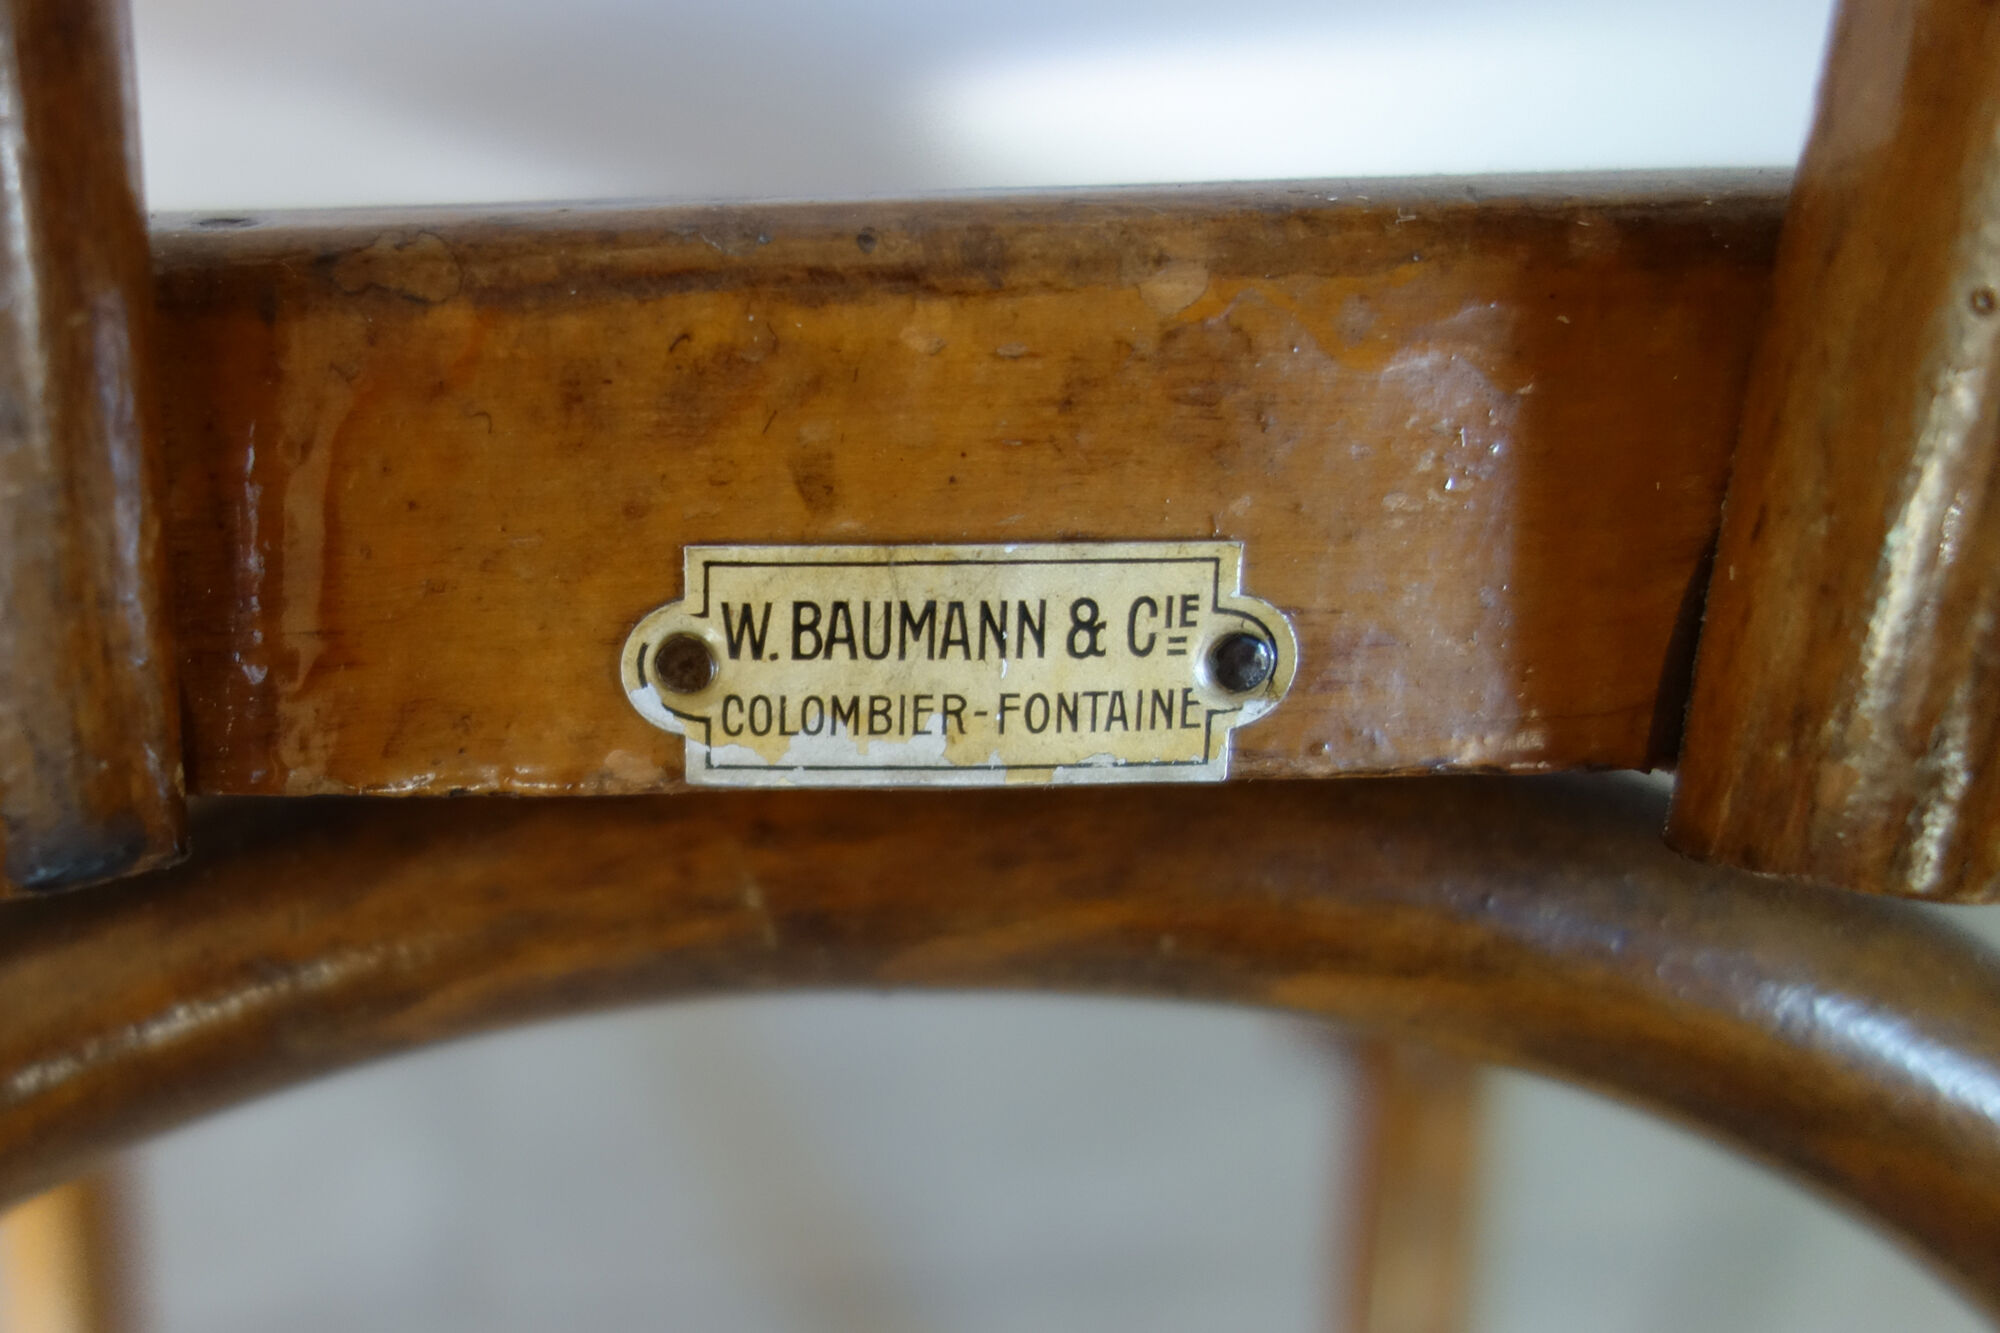 W. BAUMANN & CIE
COLOMBIER-FONTAINE